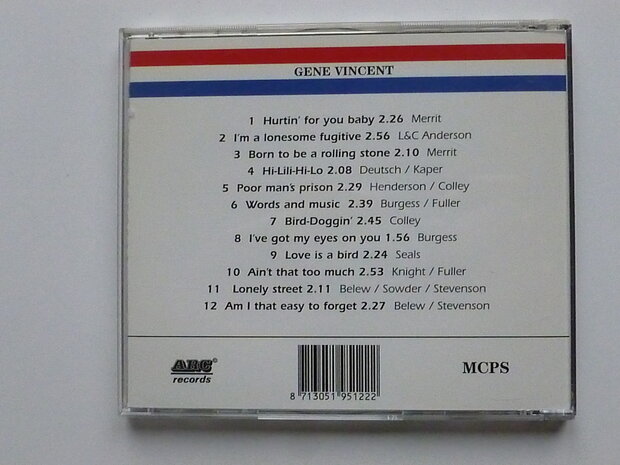 GENE VINCENT
1 Hurtin' for you baby 2.26 Merrit
2 I'm a lonesome fugitive 2.56 L&C Anderson
3 Born to be a rolling stone 2.10 Merrit
4 Hi-Lili-Hi-Lo 2.08 Deutsch / Kaper
5 Poor man's prison 2.29 Henderson / Colley
6 Words and music 2.39 Burgess / Fuller
7 Bird-Doggin' 2.45 Colley
8 I've got my eyes on you 1.56 Burgess
9 Love is a bird 2.24 Seals
10 Ain't that too much 2.53 Knight / Fuller
11 Lonely street 2.11 Belew / Sowder / Stevenson
12 Am I that easy to forget 2.27 Belew / Stevenson
ARC®
records
8 713051 951222
MCPS